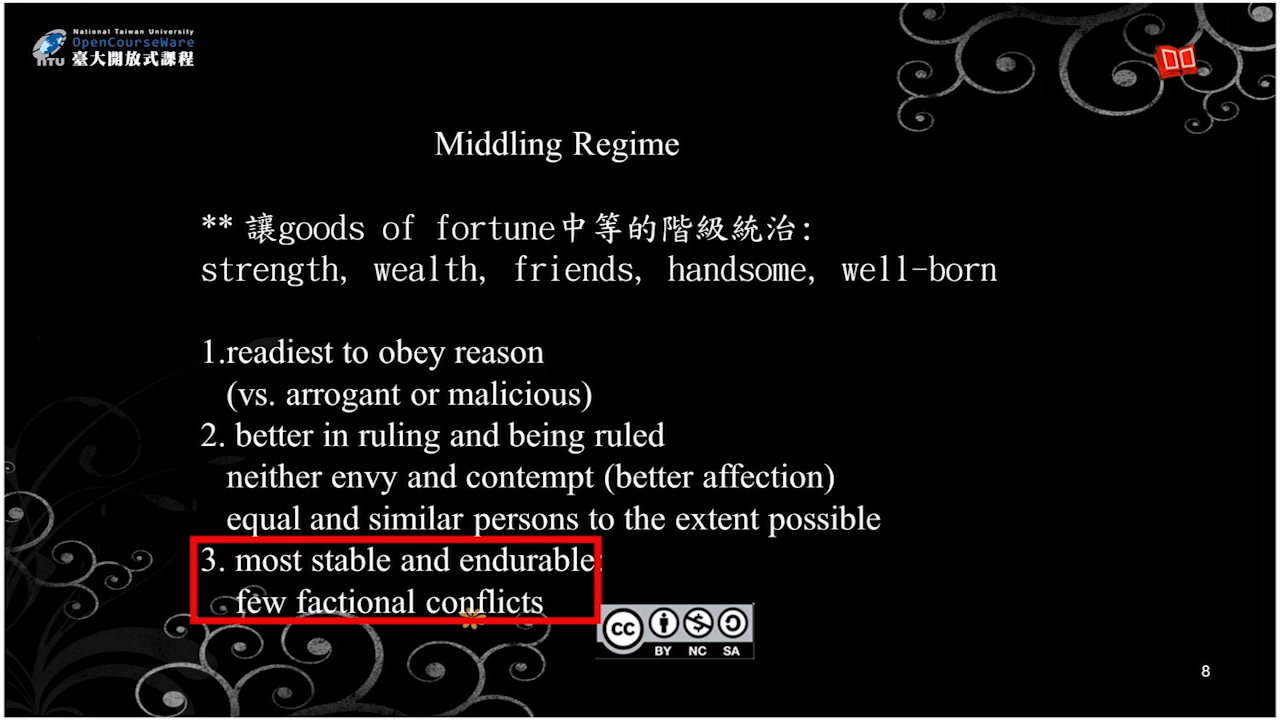 National Taiwan University
OpenCourseWare
NTU 臺大開放式課程
Middling Regime
** 讓goods of fortune中等的階級統治:
strength, wealth, friends, handsome, well-born
1.readiest to obey reason
(vs. arrogant or malicious)
2. better in ruling and being ruled
neither envy and contempt (better affection)
equal and similar persons to the extent possible
3. most stable and endurable:
few factional conflicts
cc
BY NC SA
8